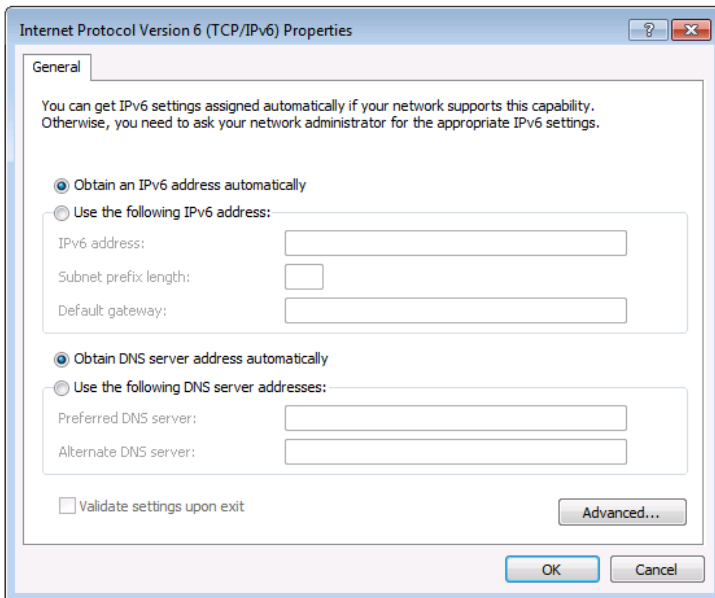 Internet Protocol Version 6 (TCP/IPv6) Properties
?
General
You can get IPv6 settings assigned automatically if your network supports this capability.
Otherwise, you need to ask your network administrator for the appropriate IPv6 settings.
Obtain an IPv6 address automatically
Use the following IPv6 address:
IPv6 address:
Subnet prefix length:
Default gateway:
Obtain DNS server address automatically
Use the following DNS server addresses:
Preferred DNS server:
Alternate DNS server:
Validate settings upon exit
Advanced...
OK Cancel